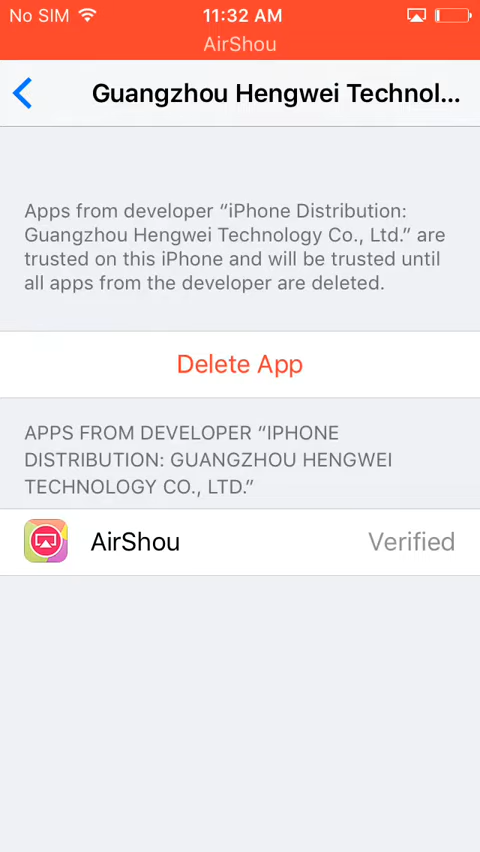 No SIM 11:32 AM
AirShou
Guangzhou Hengwei Technol...
Apps from developer “iPhone Distribution:
Guangzhou Hengwei Technology Co., Ltd.” are
trusted on this iPhone and will be trusted until
all apps from the developer are deleted.
Delete App
APPS FROM DEVELOPER “IPHONE
DISTRIBUTION: GUANGZHOU HENGWEI
TECHNOLOGY CO., LTD.”
AirShou Verified